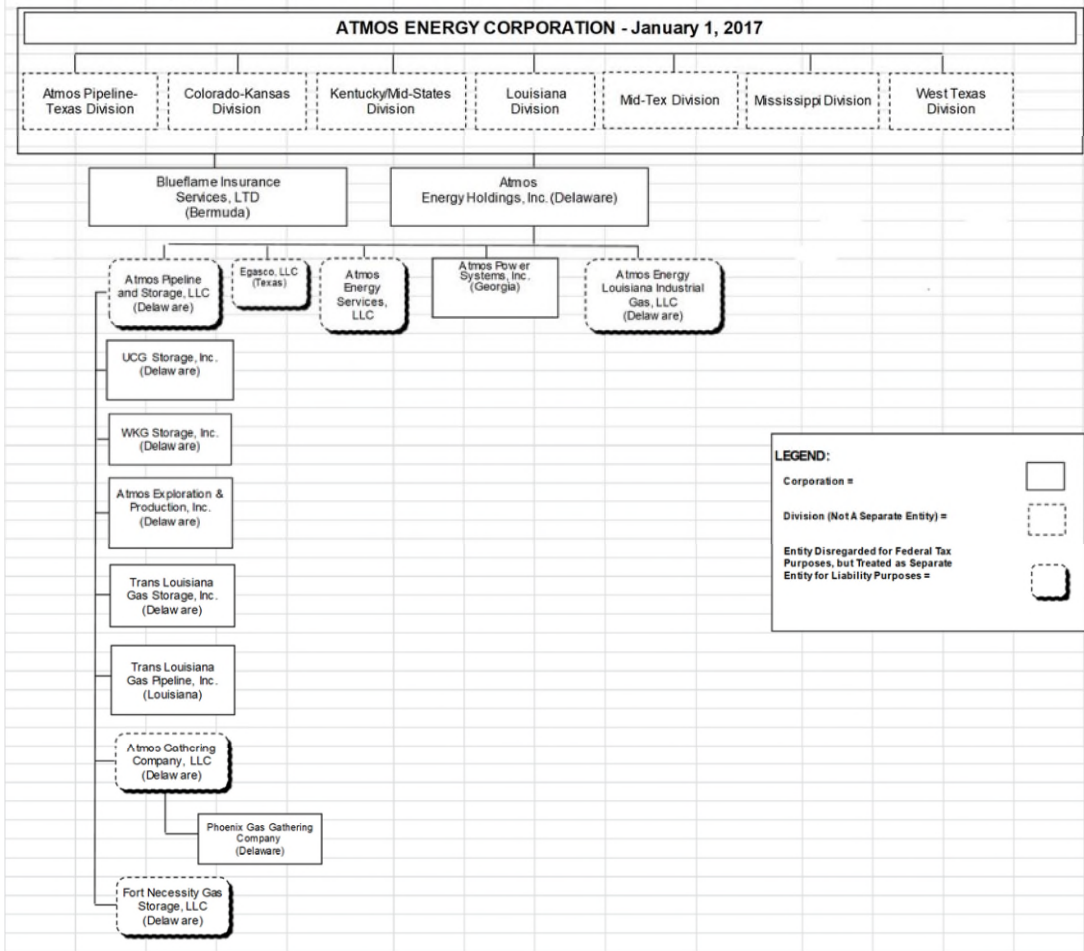 ATMOS ENERGY CORPORATION - January 1, 2017
Atmos Pipeline-
Texas Division
Colorado-Kansas
Division
Kentucky/Mid-States
Division
Louisiana
Division
Mid-Tex Division
Mississippi Division
West Texas
Division
Blueflame Insurance
Services, LTD
(Bermuda)
Atmos
Energy Holdings, Inc. (Delaware)
Atmos Pipeline
and Storage, LLC
(Delaware)
Egasco, LLC
(Texas)
Atmos
Energy
Services,
LLC
Atmos Power
Systems, Inc.
(Georgia)
Atmos Energy
Louisiana Industrial
Gas, LLC
(Delaware)
UCG Storage, Inc.
(Delaware)
WKG Storage, Inc.
(Delaware)
Atmos Exploration &
Production, Inc.
(Delaware)
Trans Louisiana
Gas Storage, Inc.
(Delaware)
Trans Louisiana
Gas Pipeline, Inc.
(Louisiana)
Atmos Gathering
Company, LLC
(Delaware)
Phoenix Gas Gathering
Company
(Delaware)
Fort Necessity Gas
Storage, LLC
(Delaware)
LEGEND:
Corporation =
Division (Not A Separate Entity) =
Entity Disregarded for Federal Tax
Purposes, but Treated as Separate
Entity for Liability Purposes =